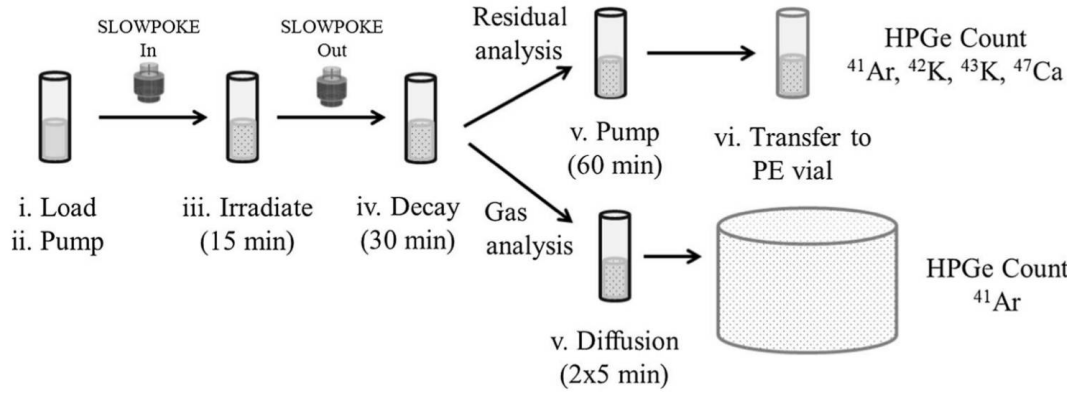 SLOWPOKE
In
SLOWPOKE
Out
i. Load
ii. Pump
iii. Irradiate
(15 min)
iv. Decay
(30 min)
Residual
analysis
v. Pump
(60 min)
vi. Transfer to
PE vial
HPGe Count
⁴¹Ar, ⁴²K, ⁴³K, ⁴⁷Ca
Gas
analysis
v. Diffusion
(2x5 min)
HPGe Count
⁴¹Ar